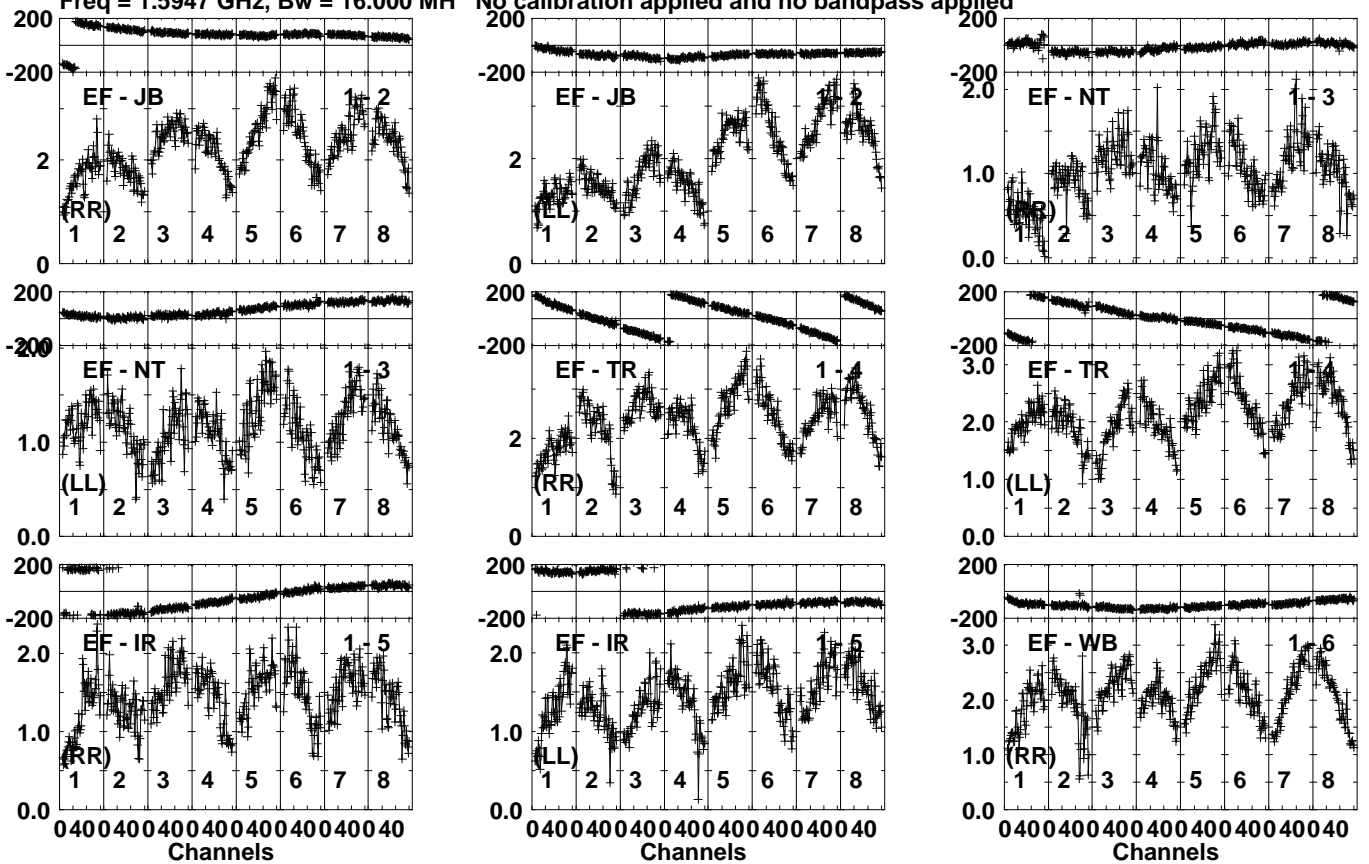 Freq = 1.5947 GHz, Bw = 16.000 MH No calibration applied and no bandpass applied
200 200 200
-200 -200 -200
EF - JB 1 - 2 EF - JB 1 - 2 2.0 EF - NT 1 - 3
2 2 1.0
(RR) (LL) (RR)
1 2 3 4 5 6 7 8 1 2 3 4 5 6 7 8 1 2 3 4 5 6 7 8
0 0 0.0
200 200 200
-200 -200 -200
2.0 EF - NT 1 - 3 EF - TR 1 - 4 3.0 EF - TR 1 - 4
1.0 2 2.0
(LL) (RR) 1.0 (LL)
1 2 3 4 5 6 7 8 1 2 3 4 5 6 7 8 1 2 3 4 5 6 7 8
0.0 0 0.0
200 200 200
-200 -200 -200
2.0 EF - IR 1 - 5 2.0 EF - IR 1 - 5 3.0 EF - WB 1 - 6
2.0
1.0 (RR) 1.0 (LL) 1.0 (RR)
1 2 3 4 5 6 7 8 1 2 3 4 5 6 7 8 1 2 3 4 5 6 7 8
0.0 0.0 0.0
0 40 0 40 0 40 0 40 0 40 0 40 0 40 0 40 0 40 0 40 0 40 0 40 0 40 0 40 0 40 0 40 0 40 0 40 0 40 0 40 0 40 0 40 0 40 0 40
Channels Channels Channels